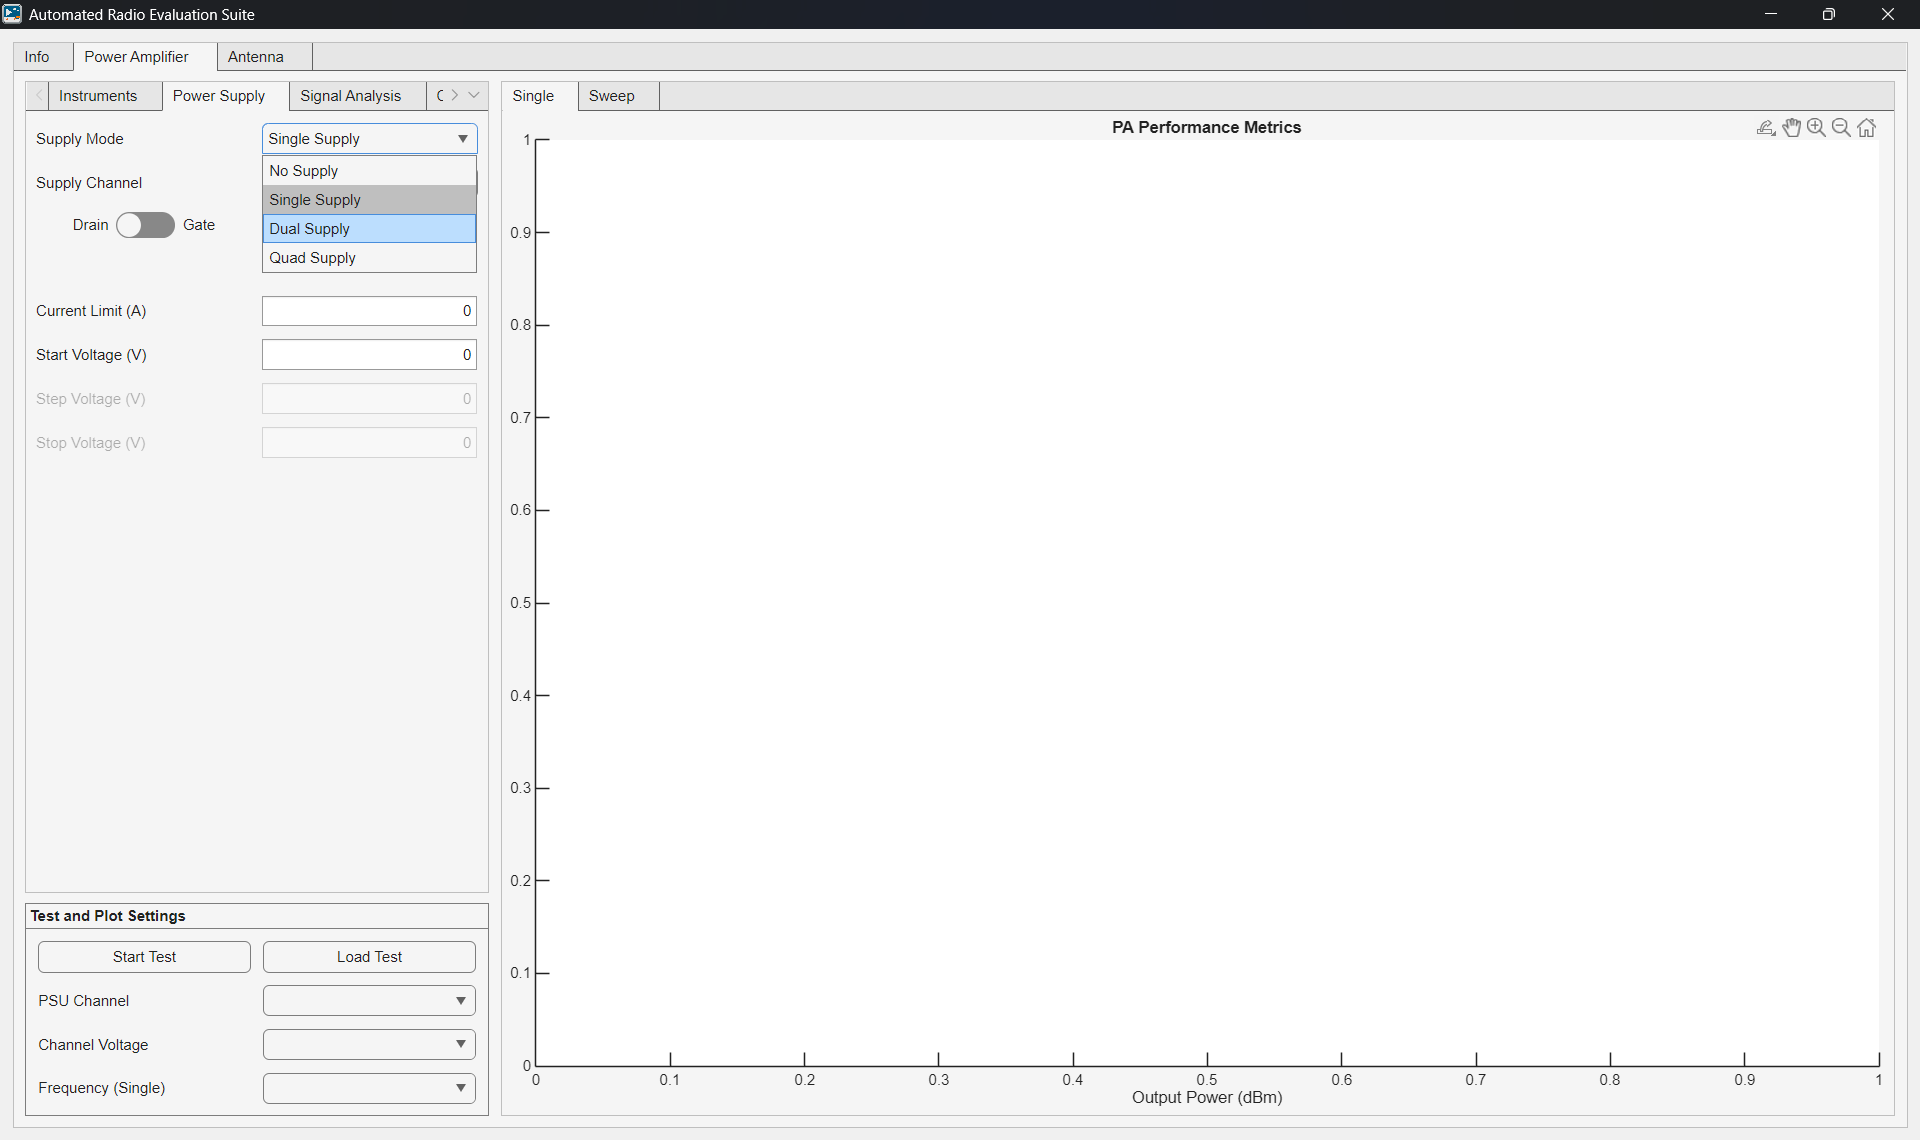 Automated Radio Evaluation Suite
Info
Power Amplifier
Antenna
Instruments
Power Supply
Signal Analysis
Single
Sweep
Supply Mode
Single Supply
No Supply
Single Supply
Dual Supply
Quad Supply
Supply Channel
Drain
Gate
Current Limit (A)
0
Start Voltage (V)
0
Step Voltage (V)
0
Stop Voltage (V)
0
Test and Plot Settings
Start Test
Load Test
PSU Channel
Channel Voltage
Frequency (Single)
PA Performance Metrics
1
0.9
0.8
0.7
0.6
0.5
0.4
0.3
0.2
0.1
0
0 0.1 0.2 0.3 0.4 0.5 0.6 0.7 0.8 0.9 1
Output Power (dBm)